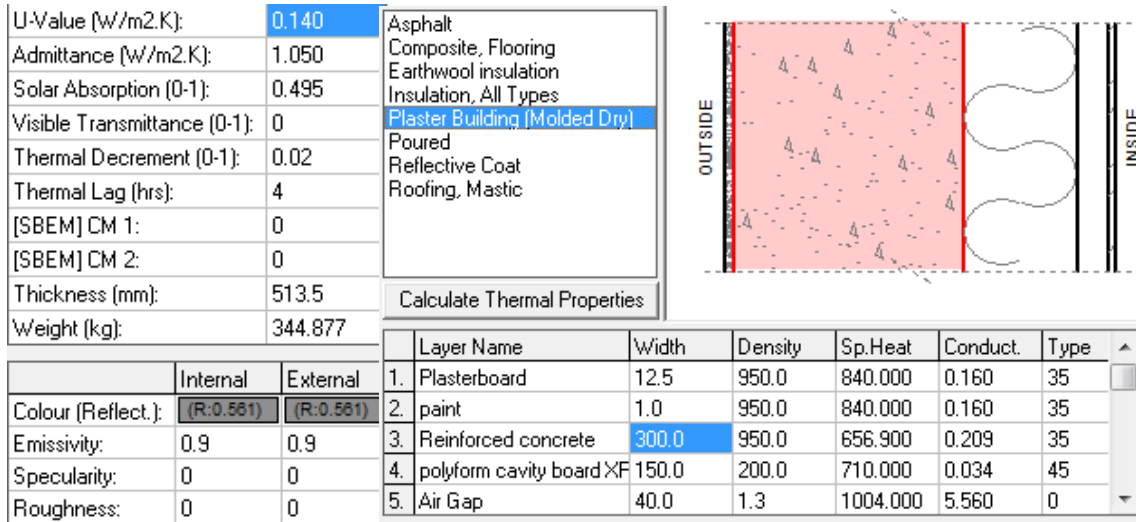 U-Value (W/m2.K): 0.140
Admittance (W/m2.K): 1.050
Solar Absorption (0-1): 0.495
Visible Transmittance (0-1): 0
Thermal Decrement (0-1): 0.02
Thermal Lag (hrs): 4
[SBEM] CM 1: 0
[SBEM] CM 2: 0
Thickness (mm): 513.5
Weight (kg): 344.877
Internal External
Colour (Reflect.): (R:0.561) (R:0.561)
Emissivity: 0.9 0.9
Specularity: 0 0
Roughness: 0 0
Asphalt
Composite, Flooring
Earthwool insulation
Insulation, All Types
Plaster Building (Molded Dry)
Poured
Reflective Coat
Roofing, Mastic
Calculate Thermal Properties
OUTSIDE
INSIDE
Layer Name Width Density Sp.Heat Conduct. Type
1. Plasterboard 12.5 950.0 840.000 0.160 35
2. paint 1.0 950.0 840.000 0.160 35
3. Reinforced concrete 300.0 950.0 656.900 0.209 35
4. polyform cavity board XF 150.0 200.0 710.000 0.034 45
5. Air Gap 40.0 1.3 1004.000 5.560 0